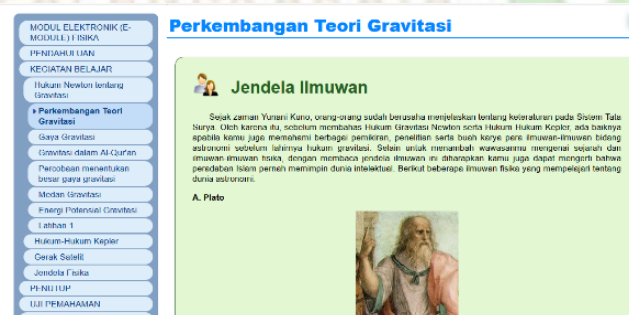 MODUL ELEKTRONIK (E-
MODULE) FISIKA
PENDAHULUAN
KEGIATAN BELAJAR
Hukum Newton tentang
Gravitasi
Perkembangan Teori
Gravitasi
Gaya Gravitasi
Gravitasi dalam Al-Qur'an
Percobaan menentukan
besar gaya gravitasi
Medan Gravitasi
Energi Potensial Gravitasi
Latihan 1
Hukum-Hukum Kepler
Gerak Satelit
Jendela Fisika
PENUTUP
UJI PEMAHAMAN
Perkembangan Teori Gravitasi
Jendela Ilmuwan
Sejak zaman Yunani Kuno, orang-orang sudah berusaha menjelaskan tentang keteraturan pada Sistem Tata
Surya. Oleh karena itu, sebelum membahas Hukum Gravitasi Newton serta Hukum Hukum Kepler, ada baiknya
apabila kamu juga memahami berbagai pemikiran, penelitian serta buah karya para ilmuwan-ilmuwan bidang
astronomi sebelum lahirnya hukum gravitasi. Selain untuk menambah wawasanmu mengenai sejarah dan
ilmuwan ilmuwan fisika, dengan membaca jendela ilmuwan ini diharapkan kamu juga dapat mengerti bahwa
peradaban Islam pernah memimpin dunia intelektual. Berikut beberapa ilmuwan fisika yang mempelajari tentang
dunia astronomi.
A. Plato